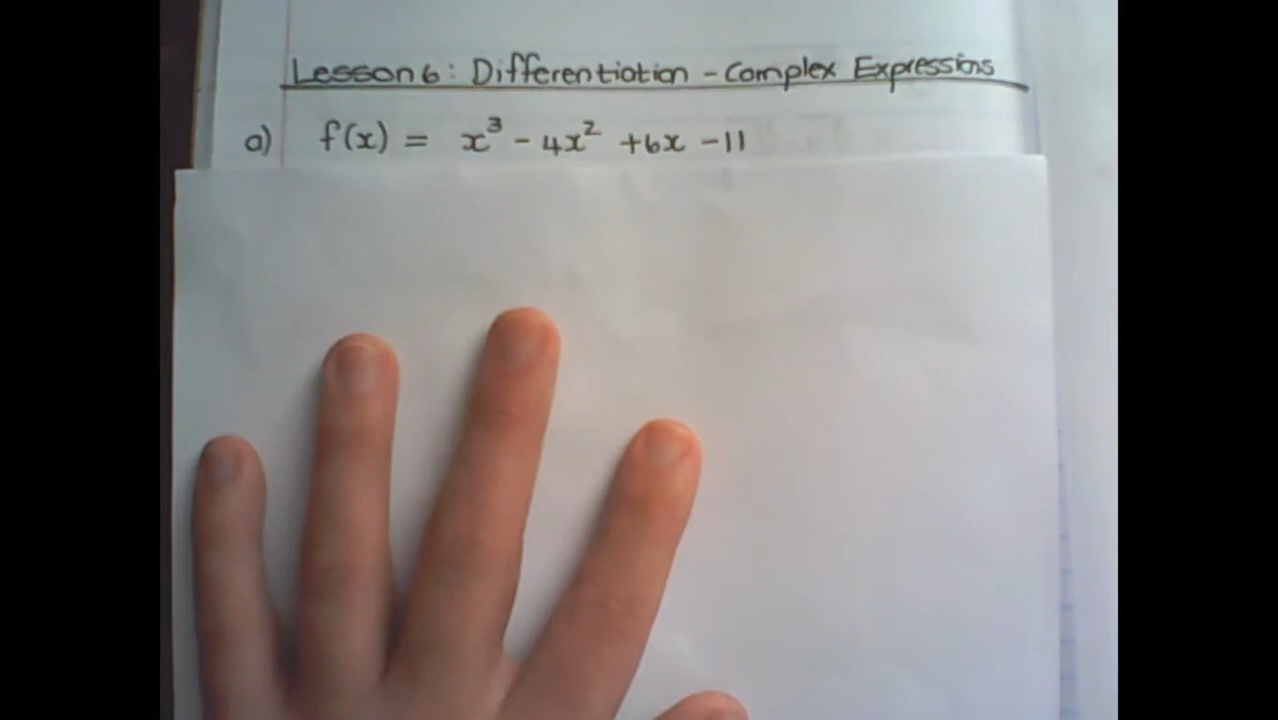 Lesson 6: Differentiation - Complex Expressions
a) f(x) = x³ - 4x² + 6x - 11